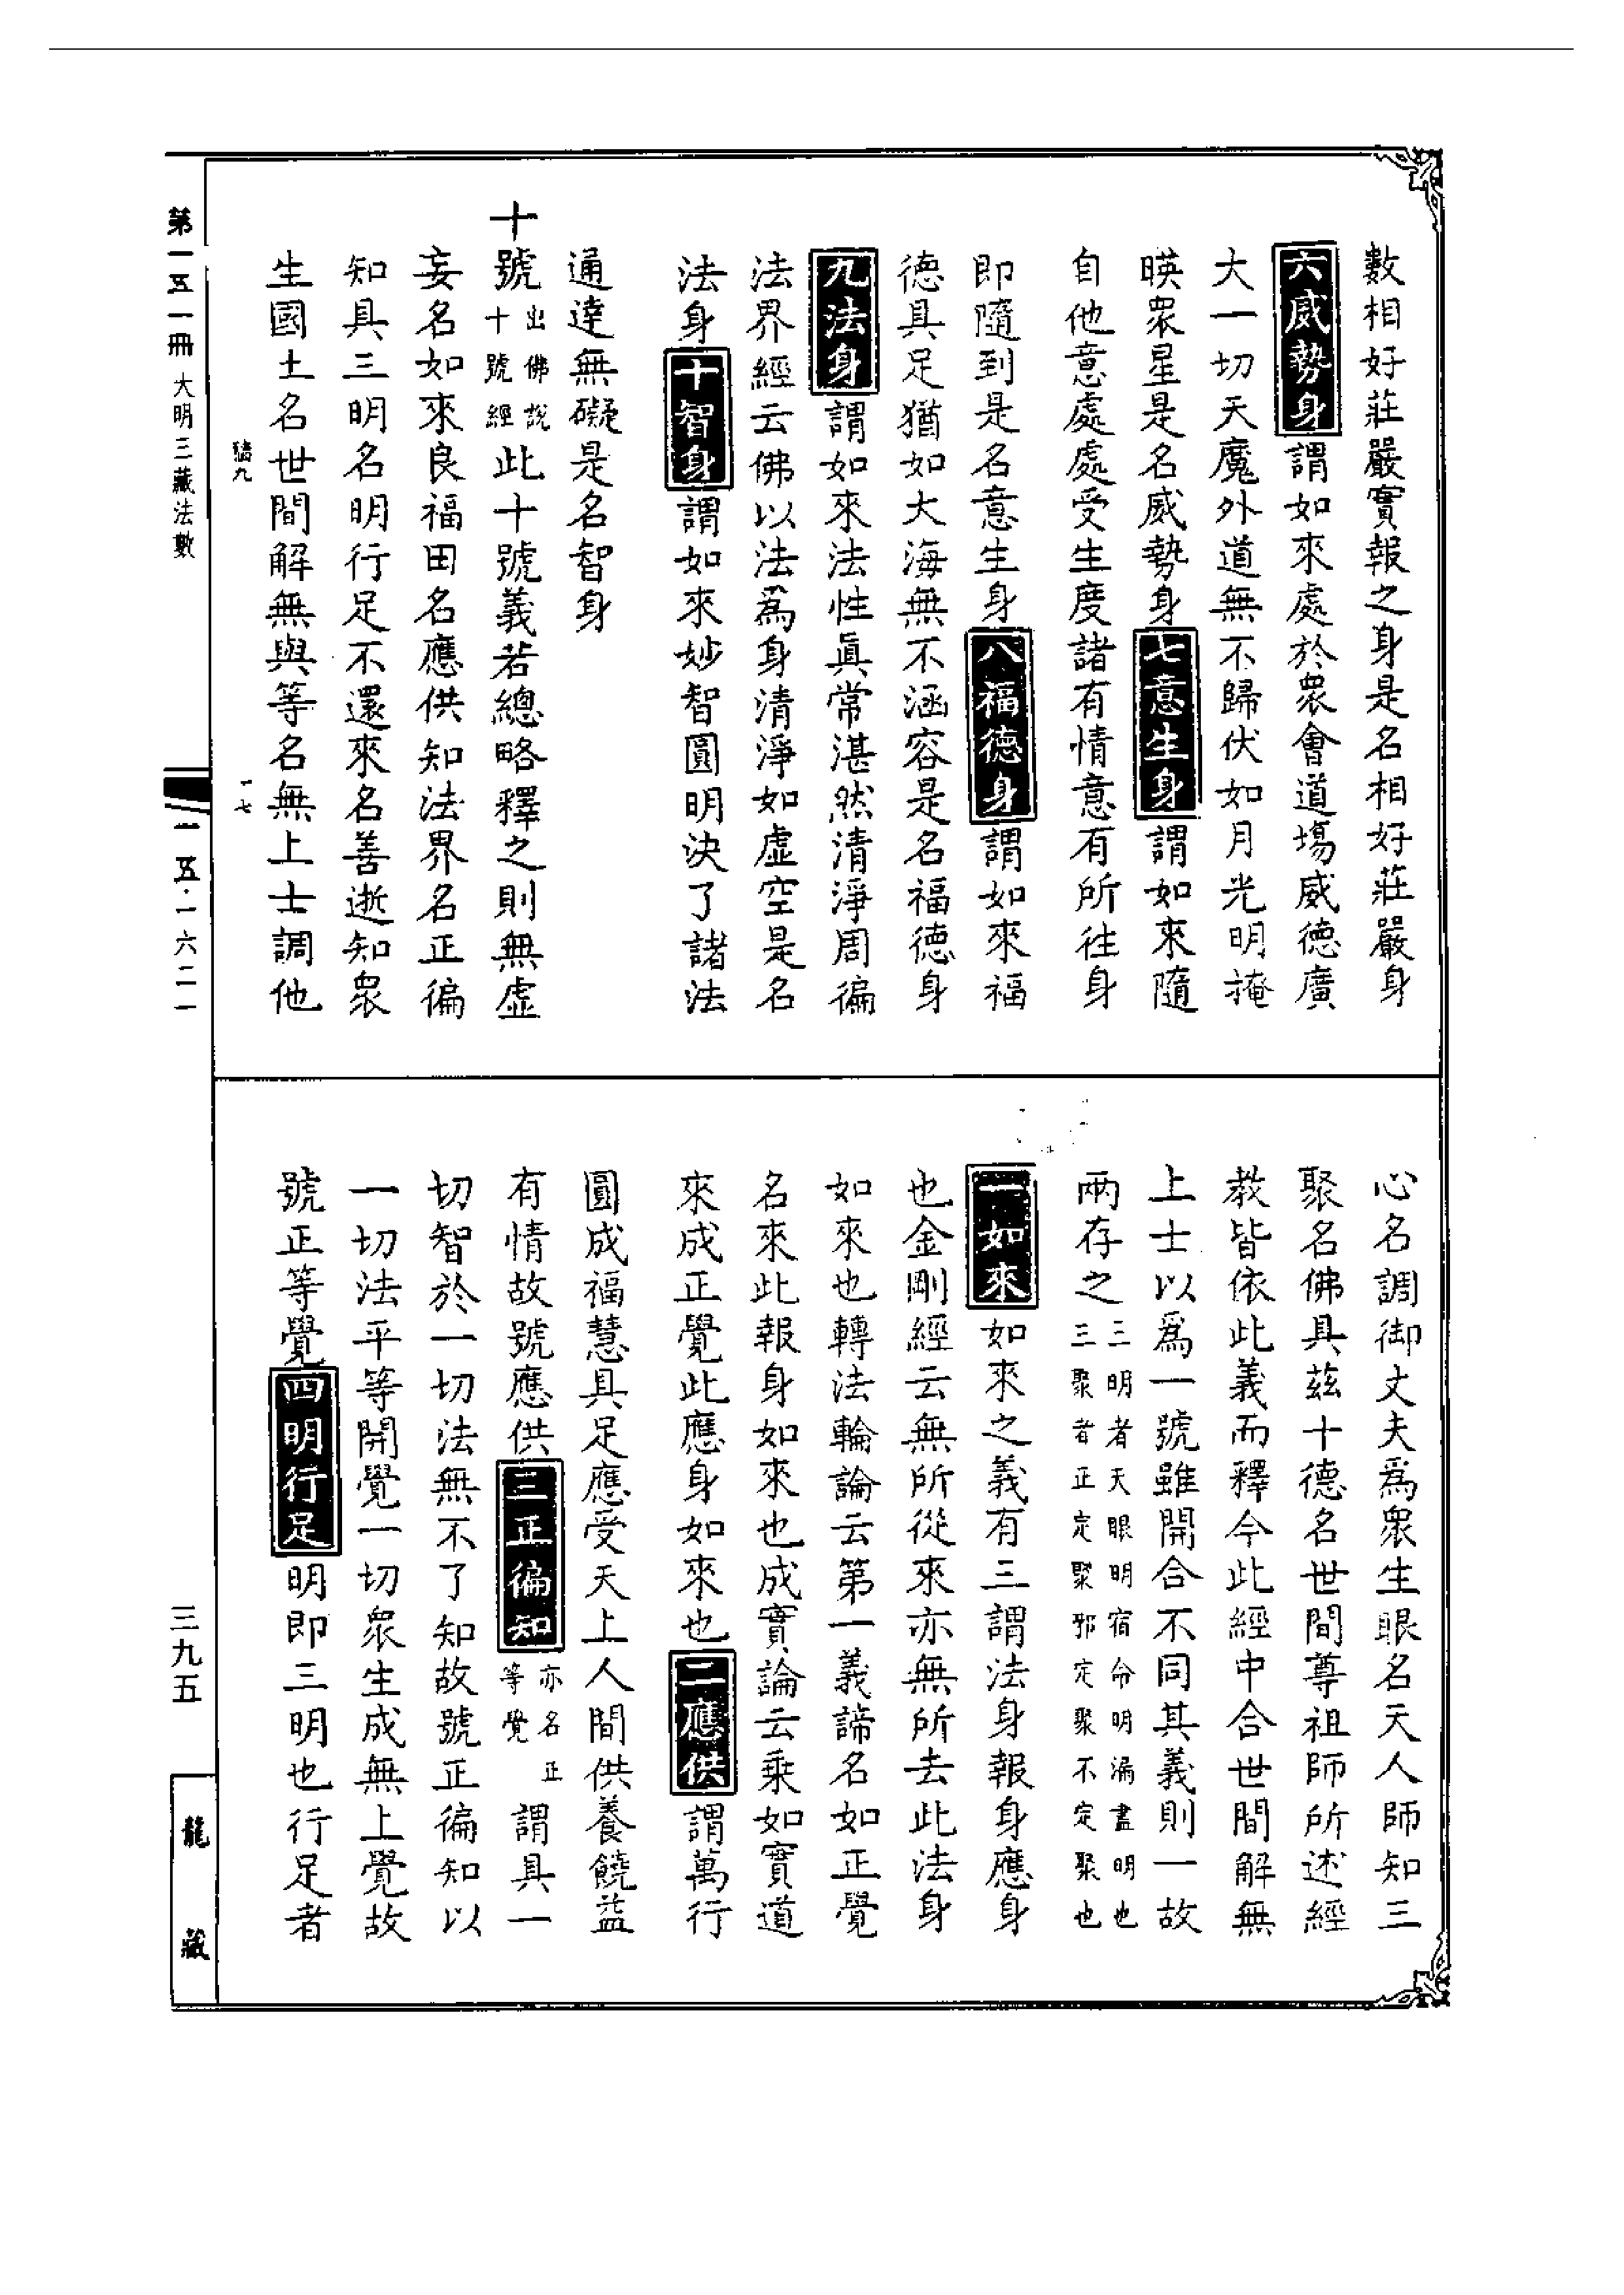 數相好莊嚴實報之身是名相好莊嚴身
六威勢身謂如來處於衆會道場威德廣
大一切天魔外道無不歸伏如月光明掩
暎眾星是名威勢身七意生身謂如來隨
自他意處處受生度諸有情意有所往身
即隨到是名意生身八福德身謂如來福
德具足猶如大海無不涵容是名福德身
九法身謂如來法性眞常湛然清淨周徧
法界經云佛以法爲身清淨如虛空是名
法身十智身謂如來妙智圓明決了諸法
通達無礙是名智身
十號出佛說十號經此十號義若總略釋之則無虛
妄名如來良福田名應供知法界名正徧
知具三明名明行足不還來名善逝知眾
生國土名世間解無與等名無上士調他
心名調御丈夫爲眾生眼名天人師知三
聚名佛具茲十德名世間尊祖師所述經
教皆依此義而釋今此經中合世間解無
上士以爲一號雖開合不同其義則一故
兩存之三明者天眼明宿命明漏盡明也三聚者正定聚邪定聚不定聚也
一如來如來之義有三謂法身報身應身
也金剛經云無所從來亦無所去此法身
如來也轉法輪論云第一義諦名如正覺
名來此報身如來也成實論云乘如實道
來成正覺此應身如來也二應供謂萬行
圓成福慧具足應受天上人間供養饒益
有情故號應供三正徧知亦名正等覺謂具一
切智於一切法無不了知故號正徧知以
一切法平等開覺一切眾生成無上覺故
號正等覺四明行足明即三明也行足者
第一五一冊 大明三藏法數
一七
一五·一六二一
三九五
龍藏